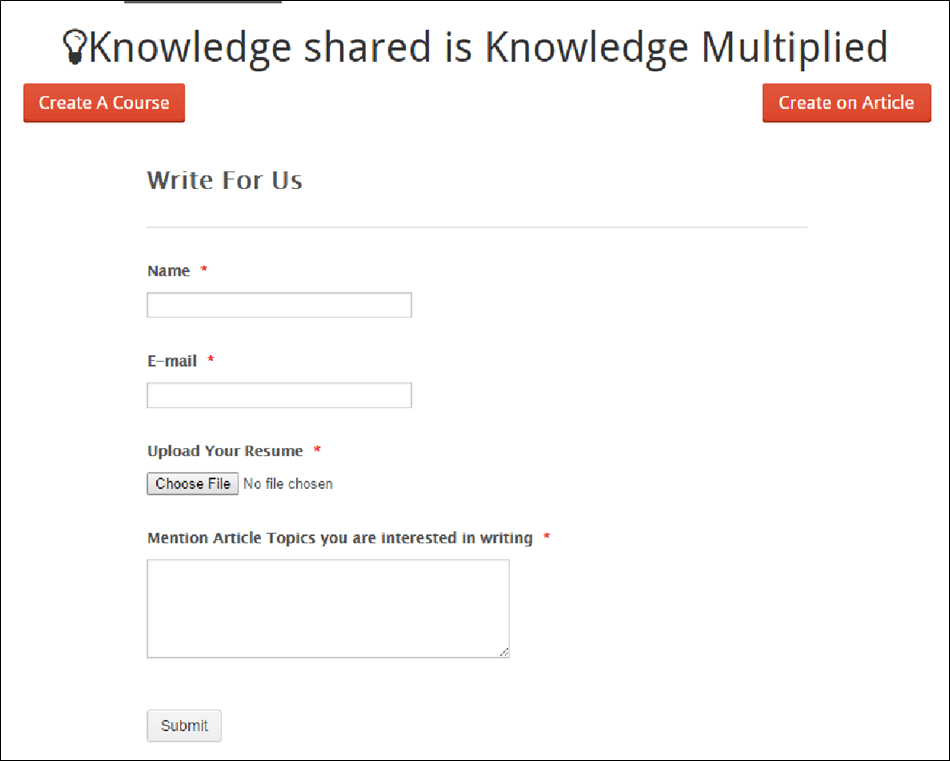 Knowledge shared is Knowledge Multiplied
Create A Course
Create on Article
Write For Us
Name *
E-mail *
Upload Your Resume *
Choose File No file chosen
Mention Article Topics you are interested in writing *
Submit